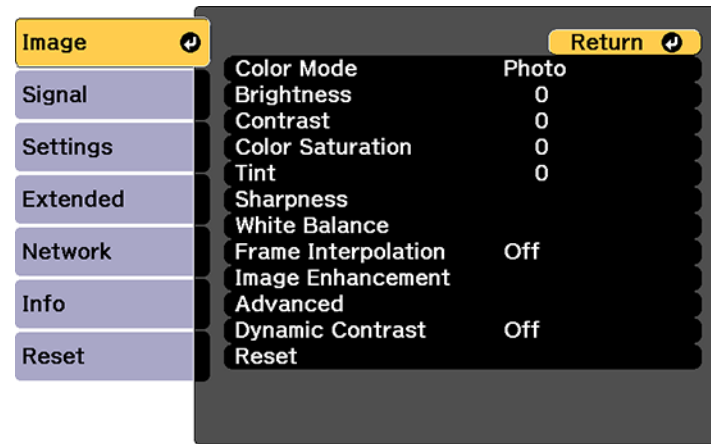 Image
Return
Color Mode Photo
Signal
Brightness 0
Contrast 0
Settings
Color Saturation 0
Tint 0
Extended
Sharpness
White Balance
Network
Frame Interpolation Off
Image Enhancement
Info
Advanced
Dynamic Contrast Off
Reset
Reset